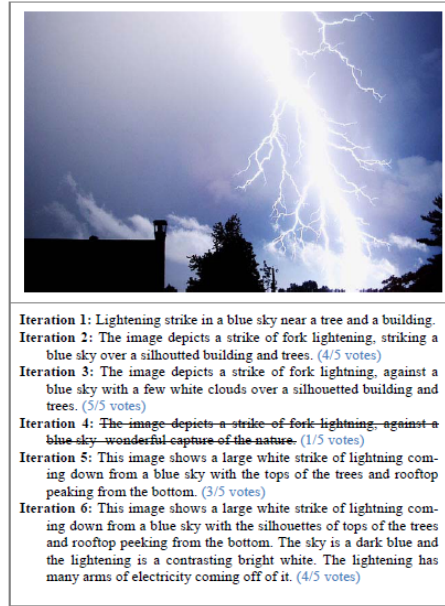 Iteration 1: Lightening strike in a blue sky near a tree and a building.
Iteration 2: The image depicts a strike of fork lightening, striking a
blue sky over a silhoutted building and trees. (4/5 votes)
Iteration 3: The image depicts a strike of fork lightning, against a
blue sky with a few white clouds over a silhouetted building and
trees. (5/5 votes)
Iteration 4: The image depicts a strike of fork lightning, against a
blue sky- wonderful capture of the nature. (1/5 votes)
Iteration 5: This image shows a large white strike of lightning com-
ing down from a blue sky with the tops of the trees and rooftop
peaking from the bottom. (3/5 votes)
Iteration 6: This image shows a large white strike of lightning com-
ing down from a blue sky with the silhouettes of tops of the trees
and rooftop peeking from the bottom. The sky is a dark blue and
the lightening is a contrasting bright white. The lightening has
many arms of electricity coming off of it. (4/5 votes)